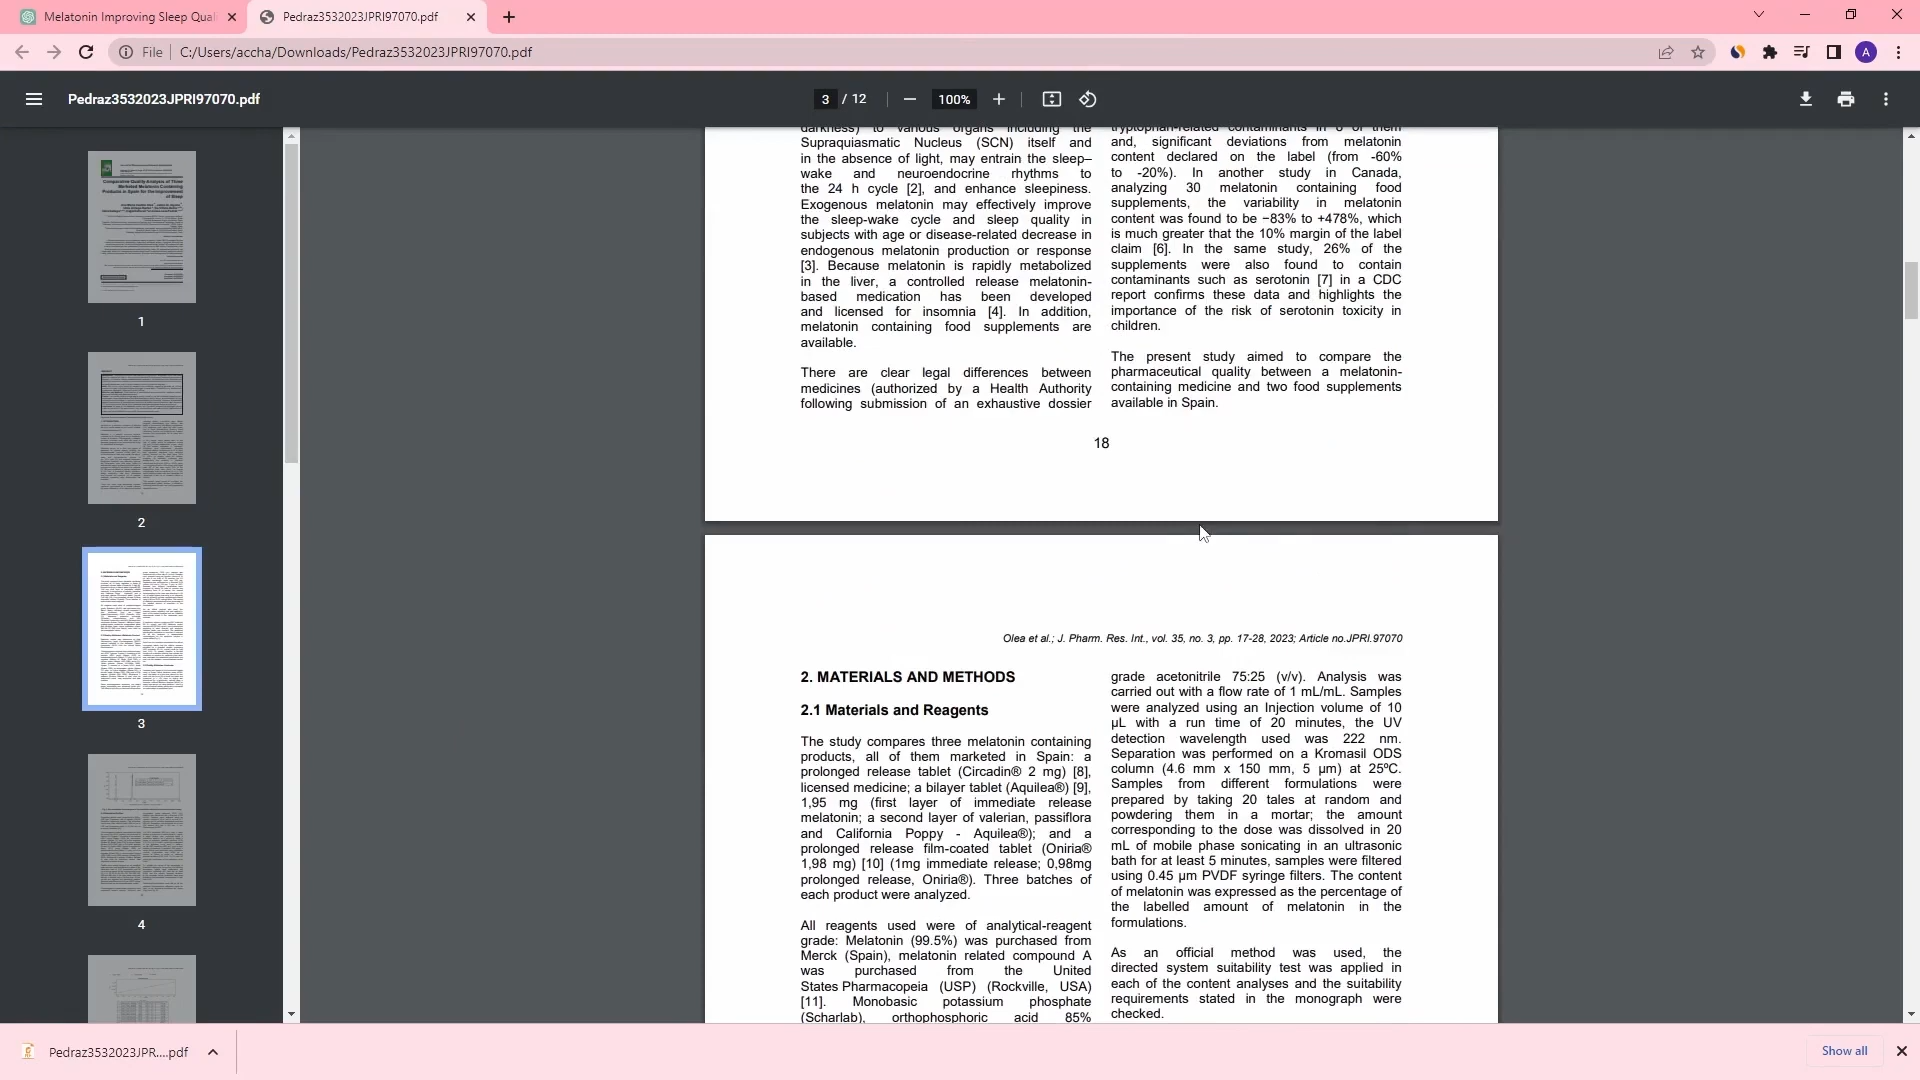 Melatonin Improving Sleep Qual
Pedraz3532023JPRI97070.pdf
File
C:/Users/accha/Downloads/Pedraz3532023JPRI97070.pdf
A
Pedraz3532023JPRI97070.pdf
3 / 12
100%
1
2
3
4
darkness) to various organs including the
Supraquiasmatic Nucleus (SCN) itself and
in the absence of light, may entrain the sleep–
wake and neuroendocrine rhythms to
the 24 h cycle [2], and enhance sleepiness.
Exogenous melatonin may effectively improve
the sleep-wake cycle and sleep quality in
subjects with age or disease-related decrease in
endogenous melatonin production or response
[3]. Because melatonin is rapidly metabolized
in the liver, a controlled release melatonin-
based medication has been developed
and licensed for insomnia [4]. In addition,
melatonin containing food supplements are
available.
There are clear legal differences between
medicines (authorized by a Health Authority
following submission of an exhaustive dossier
tryptophan-related contaminants in 8 of them
and, significant deviations from melatonin
content declared on the label (from -60%
to -20%). In another study in Canada,
analyzing 30 melatonin containing food
supplements, the variability in melatonin
content was found to be −83% to +478%, which
is much greater that the 10% margin of the label
claim [6]. In the same study, 26% of the
supplements were also found to contain
contaminants such as serotonin [7] in a CDC
report confirms these data and highlights the
importance of the risk of serotonin toxicity in
children.
The present study aimed to compare the
pharmaceutical quality between a melatonin-
containing medicine and two food supplements
available in Spain.
18
Olea et al.; J. Pharm. Res. Int., vol. 35, no. 3, pp. 17-28, 2023; Article no.JPRI.97070
2. MATERIALS AND METHODS
2.1 Materials and Reagents
The study compares three melatonin containing
products, all of them marketed in Spain: a
prolonged release tablet (Circadin® 2 mg) [8],
licensed medicine; a bilayer tablet (Aquilea®) [9],
1,95 mg (first layer of immediate release
melatonin; a second layer of valerian, passiflora
and California Poppy - Aquilea®); and a
prolonged release film-coated tablet (Oniria®
1,98 mg) [10] (1mg immediate release; 0,98mg
prolonged release, Oniria®). Three batches of
each product were analyzed.
All reagents used were of analytical-reagent
grade: Melatonin (99.5%) was purchased from
Merck (Spain), melatonin related compound A
was purchased from the United
States Pharmacopeia (USP) (Rockville, USA)
[11]. Monobasic potassium phosphate
(Scharlab), orthophosphoric acid 85%
grade acetonitrile 75:25 (v/v). Analysis was
carried out with a flow rate of 1 mL/mL. Samples
were analyzed using an Injection volume of 10
µL with a run time of 20 minutes, the UV
detection wavelength used was 222 nm.
Separation was performed on a Kromasil ODS
column (4.6 mm x 150 mm, 5 µm) at 25ºC.
Samples from different formulations were
prepared by taking 20 tales at random and
powdering them in a mortar; the amount
corresponding to the dose was dissolved in 20
mL of mobile phase sonicating in an ultrasonic
bath for at least 5 minutes, samples were filtered
using 0.45 µm PVDF syringe filters. The content
of melatonin was expressed as the percentage of
the labelled amount of melatonin in the
formulations.
As an official method was used, the
directed system suitability test was applied in
each of the content analyses and the suitability
requirements stated in the monograph were
checked.
Pedraz3532023JPR....pdf
Show all